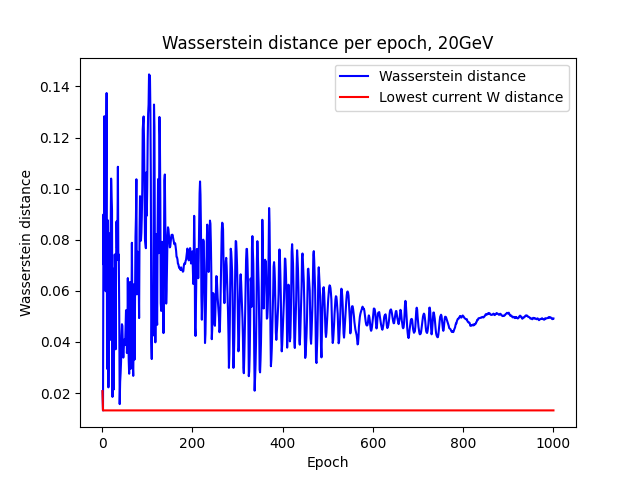 Wasserstein distance per epoch, 20GeV
Wasserstein distance
Lowest current W distance
Wasserstein distance
0.14
0.12
0.10
0.08
0.06
0.04
0.02
0
200
400
600
800
1000
Epoch